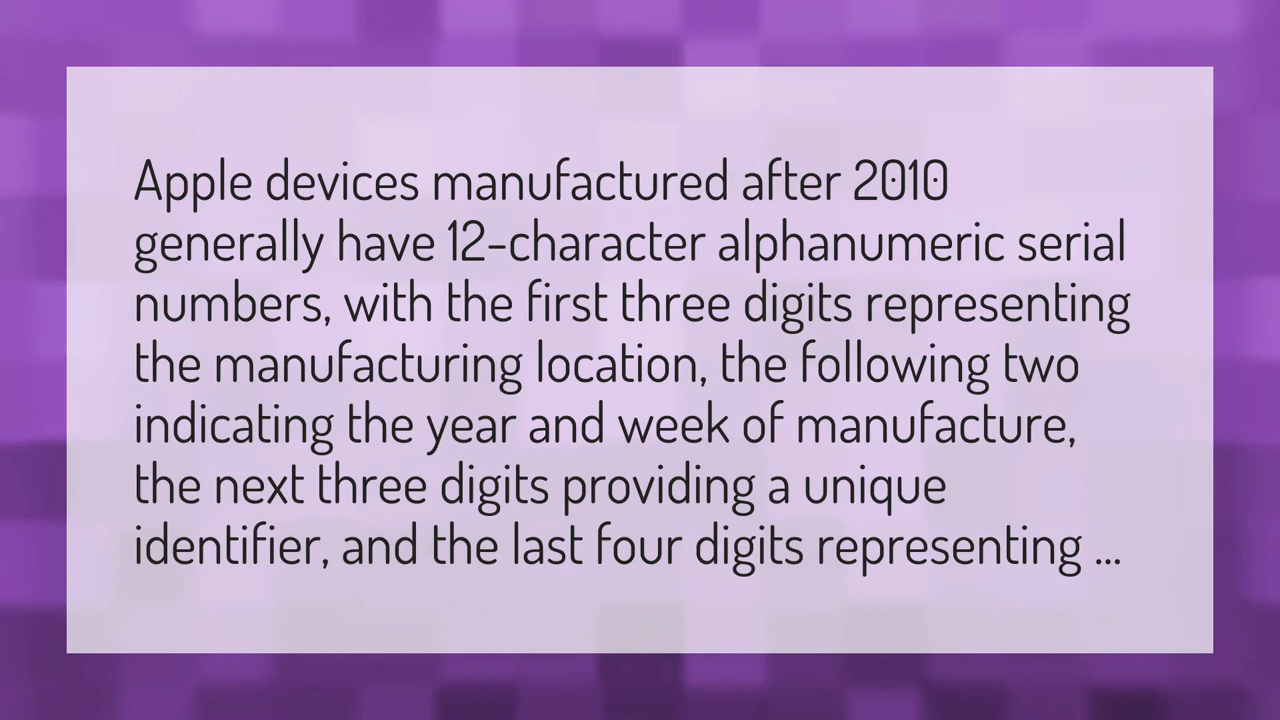 Apple devices manufactured after 2010
generally have 12-character alphanumeric serial
numbers, with the first three digits representing
the manufacturing location, the following two
indicating the year and week of manufacture,
the next three digits providing a unique
identifier, and the last four digits representing ...